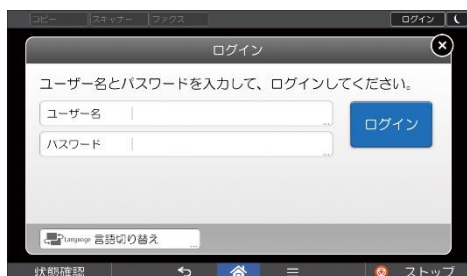 コピー スキャナー ファクス ログイン
ログイン
ユーザー名とパスワードを入力して、ログインしてください。
ユーザー名
ログイン
パスワード
Language 言語切り替え
状態確認 ストップ